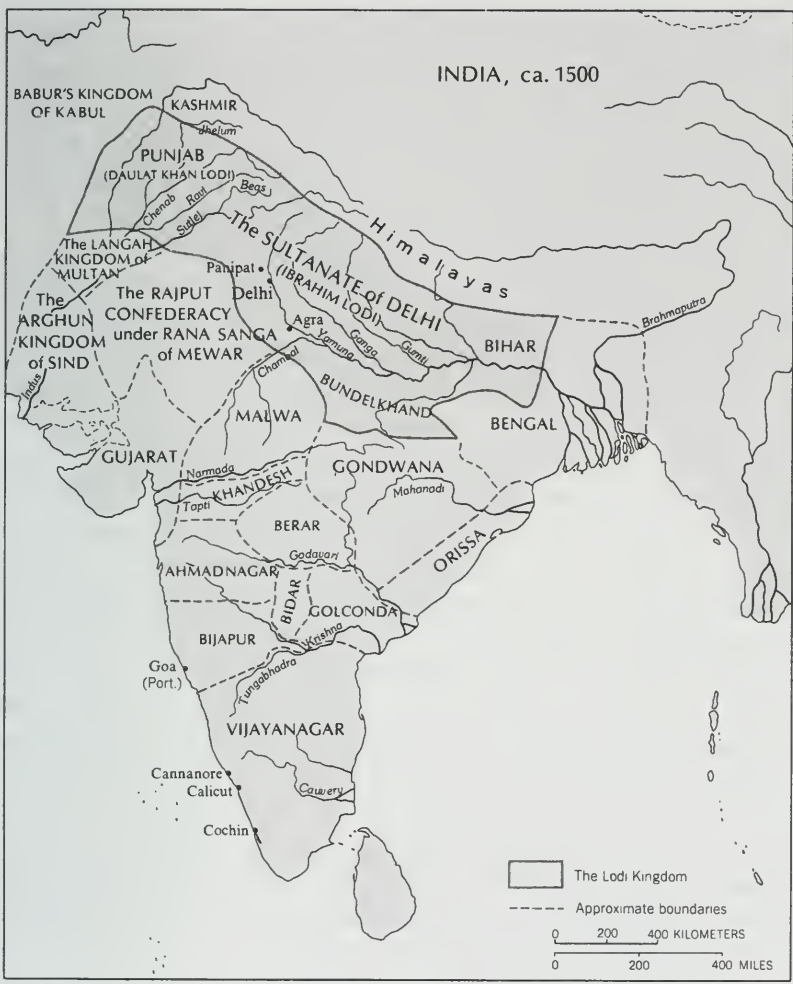 INDIA, ca. 1500
BABUR'S KINGDOM
OF KABUL
KASHMIR
Jhelum
PUNJAB
(DAULAT KHAN LODI)
Chenab
Ravi
Beas
Sutlej
The LANGAH
KINGDOM of
MULTAN
Himalayas
The SULTANATE of DELHI
(IBRAHIM LODI)
Panipat
Delhi
Agra
Yamuna
Ganga
Gumti
The
ARGHUN
KINGDOM
of SIND
Indus
The RAJPUT
CONFEDERACY
under RANA SANGA
of MEWAR
Chambal
BIHAR
Brahmaputra
BUNDELKHAND
BENGAL
MALWA
GUJARAT
Narmada
KHANDESH
Tapti
GONDWANA
Mahanadi
BERAR
ORISSA
Godavari
AHMADNAGAR
BIDAR
GOLCONDA
BIJAPUR
Krishna
Goa
(Port.)
Tungabhadra
VIJAYANAGAR
Cannanore
Calicut
Cauvery
Cochin
The Lodi Kingdom
Approximate boundaries
0 200 400 KILOMETERS
0 200 400 MILES